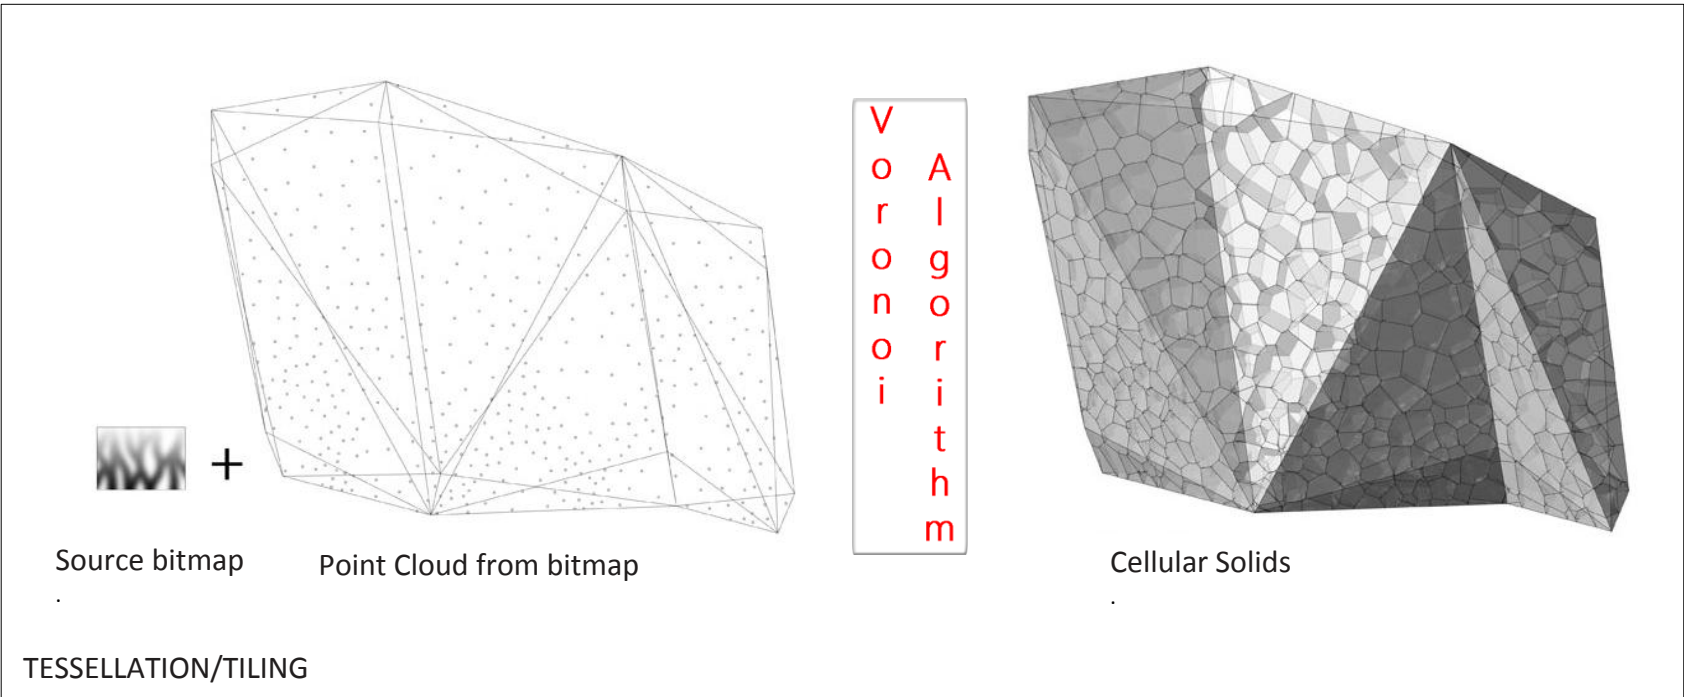 Voronoi
Algorithm
+
Source bitmap
.
Point Cloud from bitmap
Cellular Solids
.
TESSELLATION/TILING